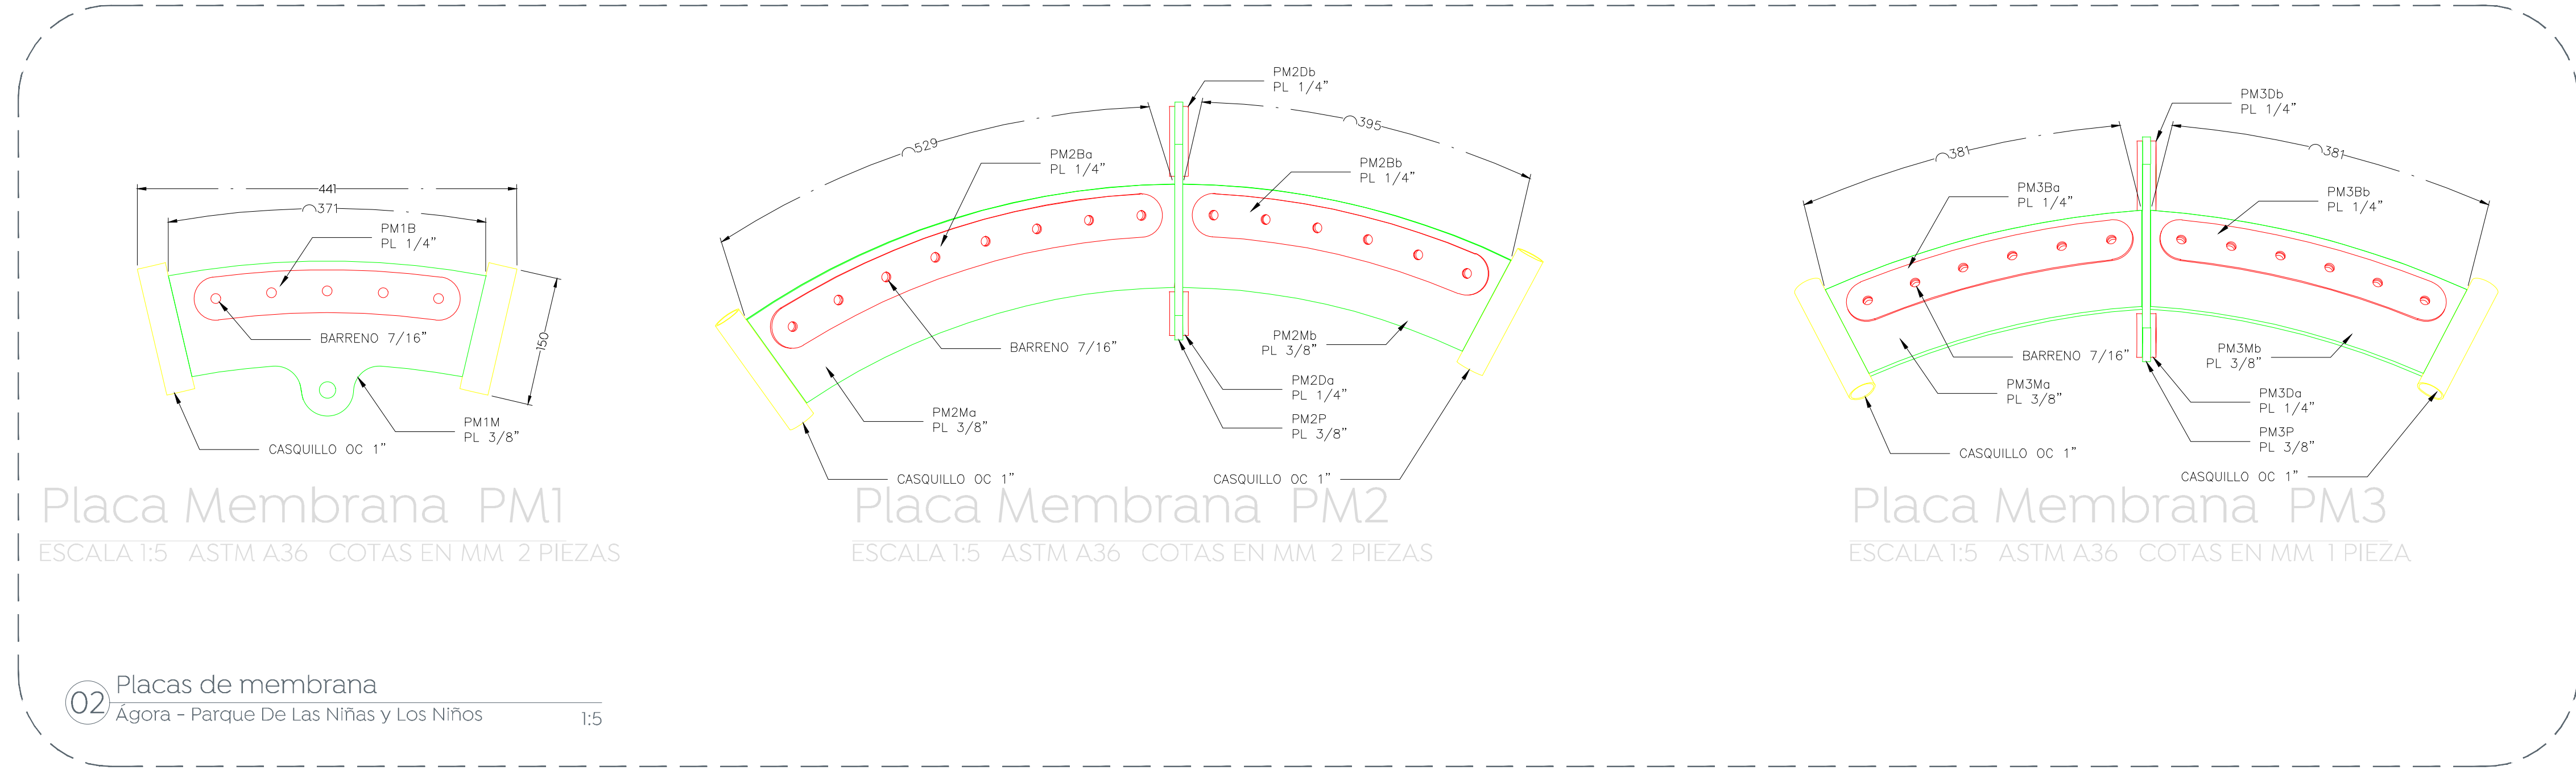 441
371
PM1B
PL 1/4"
BARRENO 7/16"
150
PM1M
PL 3/8"
CASQUILLO OC 1"
Placa Membrana PM1
ESCALA 1:5 ASTM A36 COTAS EN MM 2 PIEZAS
PM2Db
PL 1/4"
529
395
PM2Ba
PL 1/4"
PM2Bb
PL 1/4"
BARRENO 7/16"
PM2Mb
PL 3/8"
PM2Da
PL 1/4"
PM2Ma
PL 3/8"
PM2P
PL 3/8"
CASQUILLO OC 1"
CASQUILLO OC 1"
Placa Membrana PM2
ESCALA 1:5 ASTM A36 COTAS EN MM 2 PIEZAS
PM3Db
PL 1/4"
381
381
PM3Ba
PL 1/4"
PM3Bb
PL 1/4"
BARRENO 7/16"
PM3Mb
PL 3/8"
PM3Ma
PL 3/8"
PM3Da
PL 1/4"
PM3P
PL 3/8"
CASQUILLO OC 1"
CASQUILLO OC 1"
Placa Membrana PM3
ESCALA 1:5 ASTM A36 COTAS EN MM 1 PIEZA
02
Placas de membrana
Ágora - Parque De Las Niñas y Los Niños
1:5